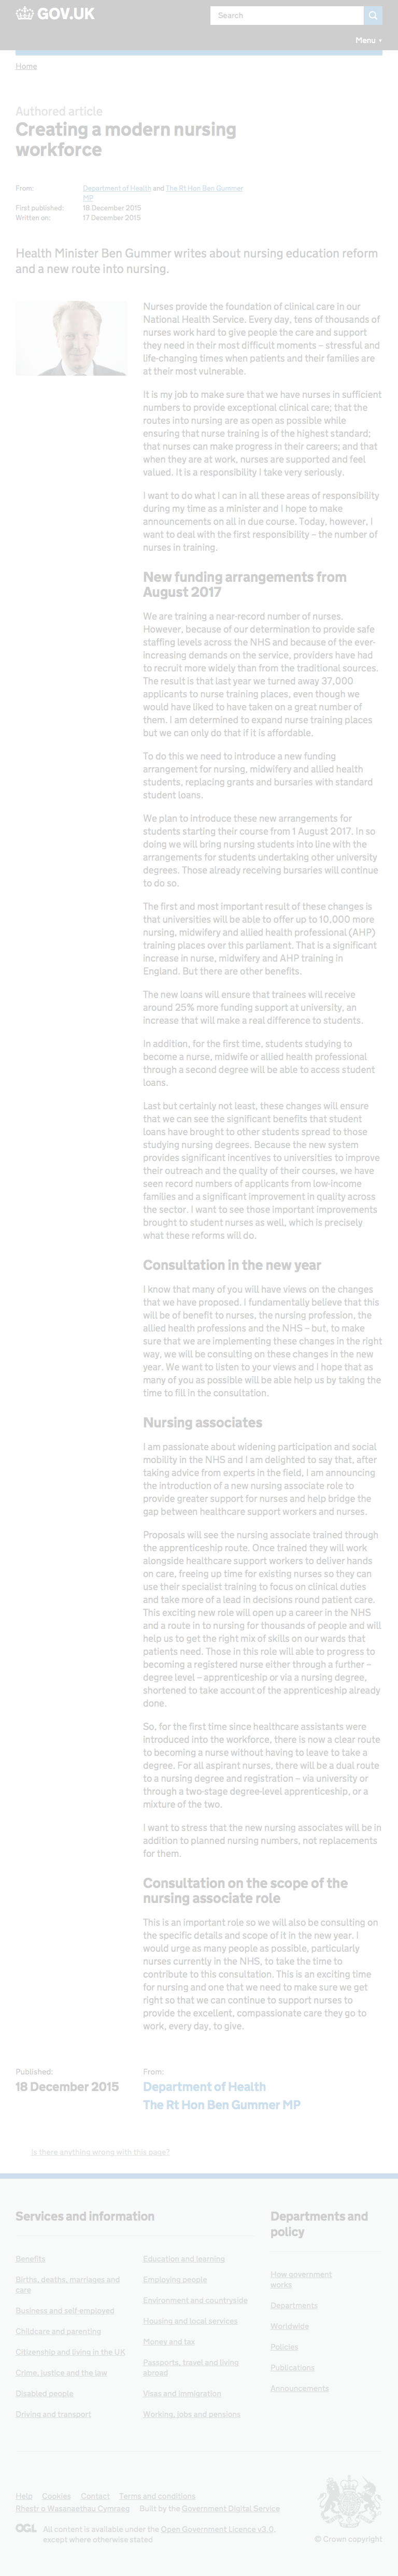 GOV.UK
Search
Menu
Home
Authored article
Creating a modern nursing
workforce
From: Department of Health and The Rt Hon Ben Gummer
MP
First published: 18 December 2015
Written on: 17 December 2015
Health Minister Ben Gummer writes about nursing education reform
and a new route into nursing.
Nurses provide the foundation of clinical care in our
National Health Service. Every day, tens of thousands of
nurses work hard to give people the care and support
they need in their most difficult moments – stressful and
life-changing times when patients and their families are
at their most vulnerable.
It is my job to make sure that we have nurses in sufficient
numbers to provide exceptional clinical care; that the
routes into nursing are as open as possible while
ensuring that nurse training is of the highest standard;
that nurses can make progress in their careers; and that
when they are at work, nurses are supported and feel
valued. It is a responsibility I take very seriously.
I want to do what I can in all these areas of responsibility
during my time as a minister and I hope to make
announcements on all in due course. Today, however, I
want to deal with the first responsibility – the number of
nurses in training.
New funding arrangements from
August 2017
We are training a near-record number of nurses.
However, because of our determination to provide safe
staffing levels across the NHS and because of the ever-
increasing demands on the service, providers have had
to recruit more widely than from the traditional sources.
The result is that last year we turned away 37,000
applicants to nurse training places, even though we
would have liked to have taken on a great number of
them. I am determined to expand nurse training places
but we can only do that if it is affordable.
To do this we need to introduce a new funding
arrangement for nursing, midwifery and allied health
students, replacing grants and bursaries with standard
student loans.
We plan to introduce these new arrangements for
students starting their course from 1 August 2017. In so
doing we will bring nursing students into line with the
arrangements for students undertaking other university
degrees. Those already receiving bursaries will continue
to do so.
The first and most important result of these changes is
that universities will be able to offer up to 10,000 more
nursing, midwifery and allied health professional (AHP)
training places over this parliament. That is a significant
increase in nurse, midwifery and AHP training in
England. But there are other benefits.
The new loans will ensure that trainees will receive
around 25% more funding support at university, an
increase that will make a real difference to students.
In addition, for the first time, students studying to
become a nurse, midwife or allied health professional
through a second degree will be able to access student
loans.
Last but certainly not least, these changes will ensure
that we can see the significant benefits that student
loans have brought to other students spread to those
studying nursing degrees. Because the new system
provides significant incentives to universities to improve
their outreach and the quality of their courses, we have
seen record numbers of applicants from low-income
families and a significant improvement in quality across
the sector. I want to see those important improvements
brought to student nurses as well, which is precisely
what these reforms will do.
Consultation in the new year
I know that many of you will have views on the changes
that we have proposed. I fundamentally believe that this
will be of benefit to nurses, the nursing profession, the
allied health professions and the NHS – but, to make
sure that we are implementing these changes in the right
way, we will be consulting on these changes in the new
year. We want to listen to your views and I hope that as
many of you as possible will be able help us by taking the
time to fill in the consultation.
Nursing associates
I am passionate about widening participation and social
mobility in the NHS and I am delighted to say that, after
taking advice from experts in the field, I am announcing
the introduction of a new nursing associate role to
provide greater support for nurses and help bridge the
gap between healthcare support workers and nurses.
Proposals will see the nursing associate trained through
the apprenticeship route. Once trained they will work
alongside healthcare support workers to deliver hands
on care, freeing up time for existing nurses so they can
use their specialist training to focus on clinical duties
and take more of a lead in decisions round patient care.
This exciting new role will open up a career in the NHS
and a route in to nursing for thousands of people and will
help us to get the right mix of skills on our wards that
patients need. Those in this role will able to progress to
becoming a registered nurse either through a further –
degree level – apprenticeship or via a nursing degree,
shortened to take account of the apprenticeship already
done.
So, for the first time since healthcare assistants were
introduced into the workforce, there is now a clear route
to becoming a nurse without having to leave to take a
degree. For all aspirant nurses, there will be a dual route
to a nursing degree and registration – via university or
through a two-stage degree-level apprenticeship, or a
mixture of the two.
I want to stress that the new nursing associates will be in
addition to planned nursing numbers, not replacements
for them.
Consultation on the scope of the
nursing associate role
This is an important role so we will also be consulting on
the specific details and scope of it in the new year. I
would urge as many people as possible, particularly
nurses currently in the NHS, to take the time to
contribute to this consultation. This is an exciting time
for nursing and one that we need to make sure we get
right so that we can continue to support nurses to
provide the excellent, compassionate care they go to
work, every day, to give.
Published:
18 December 2015
From:
Department of Health
The Rt Hon Ben Gummer MP
Is there anything wrong with this page?
Services and information
Benefits
Births, deaths, marriages and
care
Business and self-employed
Childcare and parenting
Citizenship and living in the UK
Crime, justice and the law
Disabled people
Driving and transport
Education and learning
Employing people
Environment and countryside
Housing and local services
Money and tax
Passports, travel and living
abroad
Visas and immigration
Working, jobs and pensions
Departments and
policy
How government
works
Departments
Worldwide
Policies
Publications
Announcements
Help Cookies Contact Terms and conditions
Rhestr o Wasanaethau Cymraeg Built by the Government Digital Service
OGL All content is available under the Open Government Licence v3.0,
except where otherwise stated
© Crown copyright